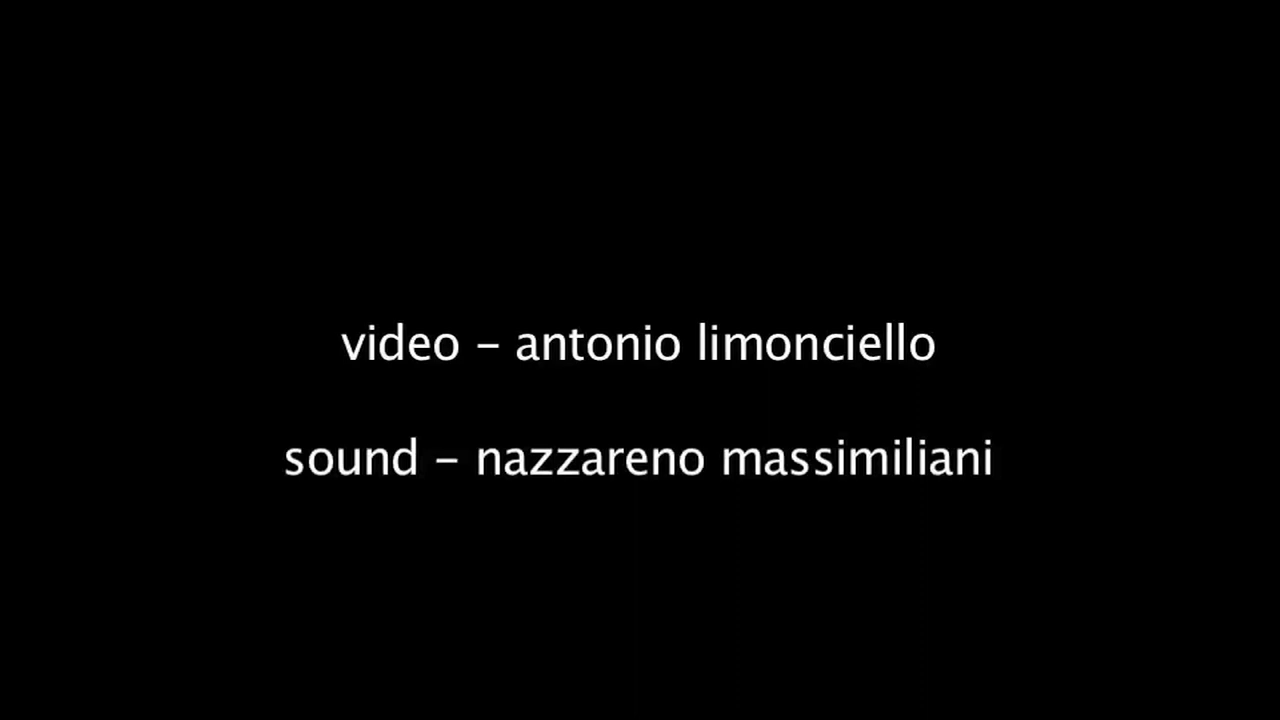 video – antonio limonciello
sound – nazzareno massimiliani